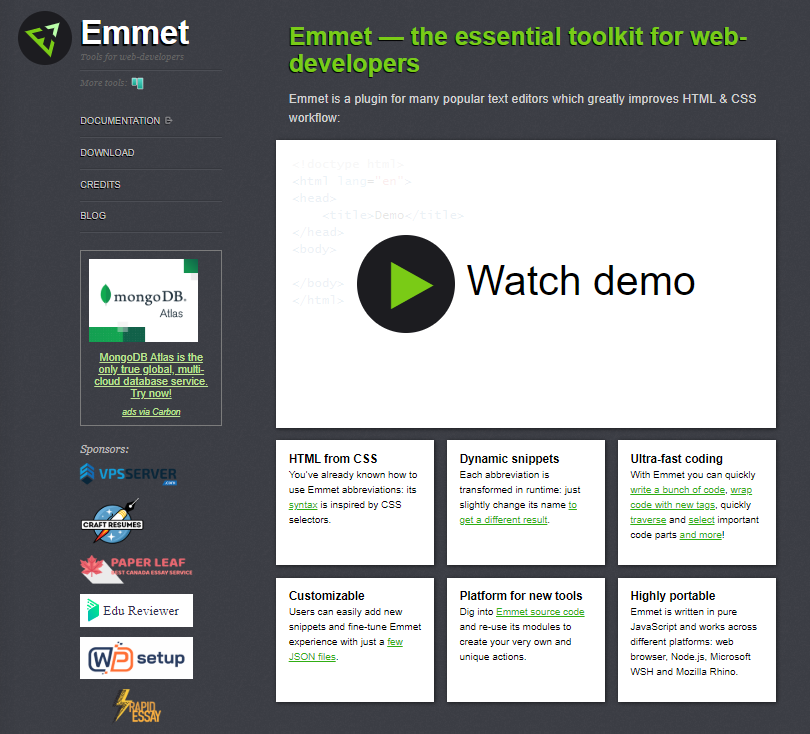 Emmet
Tools for web-developers
More tools:
DOCUMENTATION
DOWNLOAD
CREDITS
BLOG
mongoDB.
Atlas
MongoDB Atlas is the
only true global, multi-
cloud database service.
Try now!
ads via Carbon
Sponsors:
VPSSERVER
.com
CRAFT RESUMES
PAPER LEAF
BEST CANADA ESSAY SERVICE
Edu Reviewer
WP setup
RAPID
ESSAY
Emmet — the essential toolkit for web-
developers
Emmet is a plugin for many popular text editors which greatly improves HTML & CSS
workflow:
<!doctype html>
<html lang="en">
<head>
<title>Demo</title>
</head>
<body>
</body>
</html>
Watch demo
HTML from CSS
You've already known how to
use Emmet abbreviations: its
syntax is inspired by CSS
selectors.
Dynamic snippets
Each abbreviation is
transformed in runtime: just
slightly change its name to
get a different result.
Ultra-fast coding
With Emmet you can quickly
write a bunch of code, wrap
code with new tags, quickly
traverse and select important
code parts and more!
Customizable
Users can easily add new
snippets and fine-tune Emmet
experience with just a few
JSON files.
Platform for new tools
Dig into Emmet source code
and re-use its modules to
create your very own and
unique actions.
Highly portable
Emmet is written in pure
JavaScript and works across
different platforms: web
browser, Node.js, Microsoft
WSH and Mozilla Rhino.